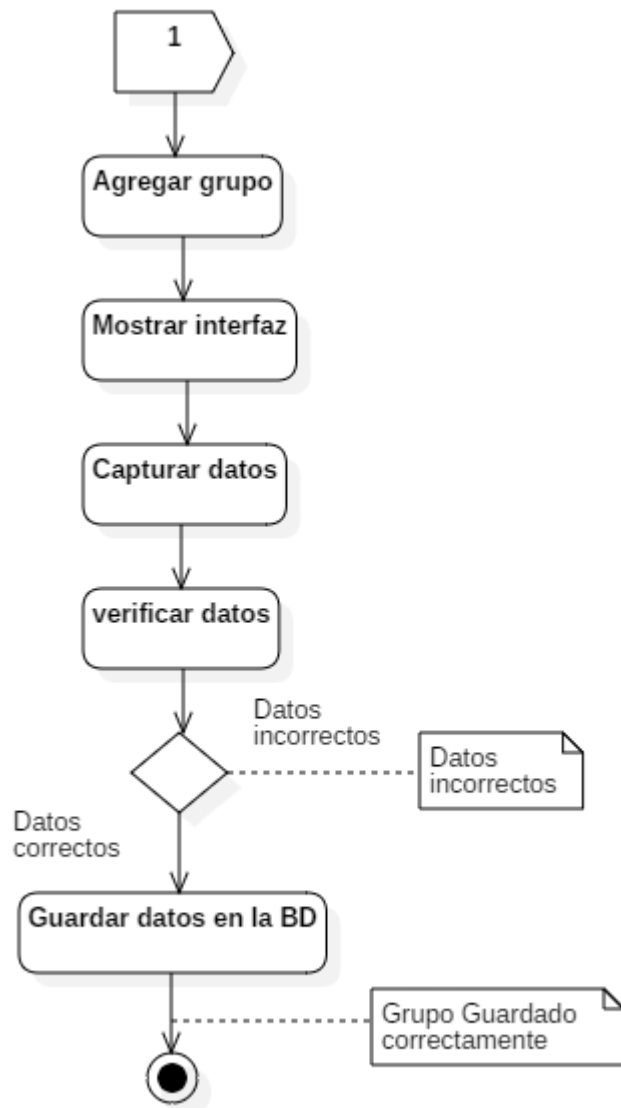 1
Agregar grupo
Mostrar interfaz
Capturar datos
verificar datos
Datos
incorrectos
Datos
incorrectos
Datos
correctos
Guardar datos en la BD
Grupo Guardado
correctamente